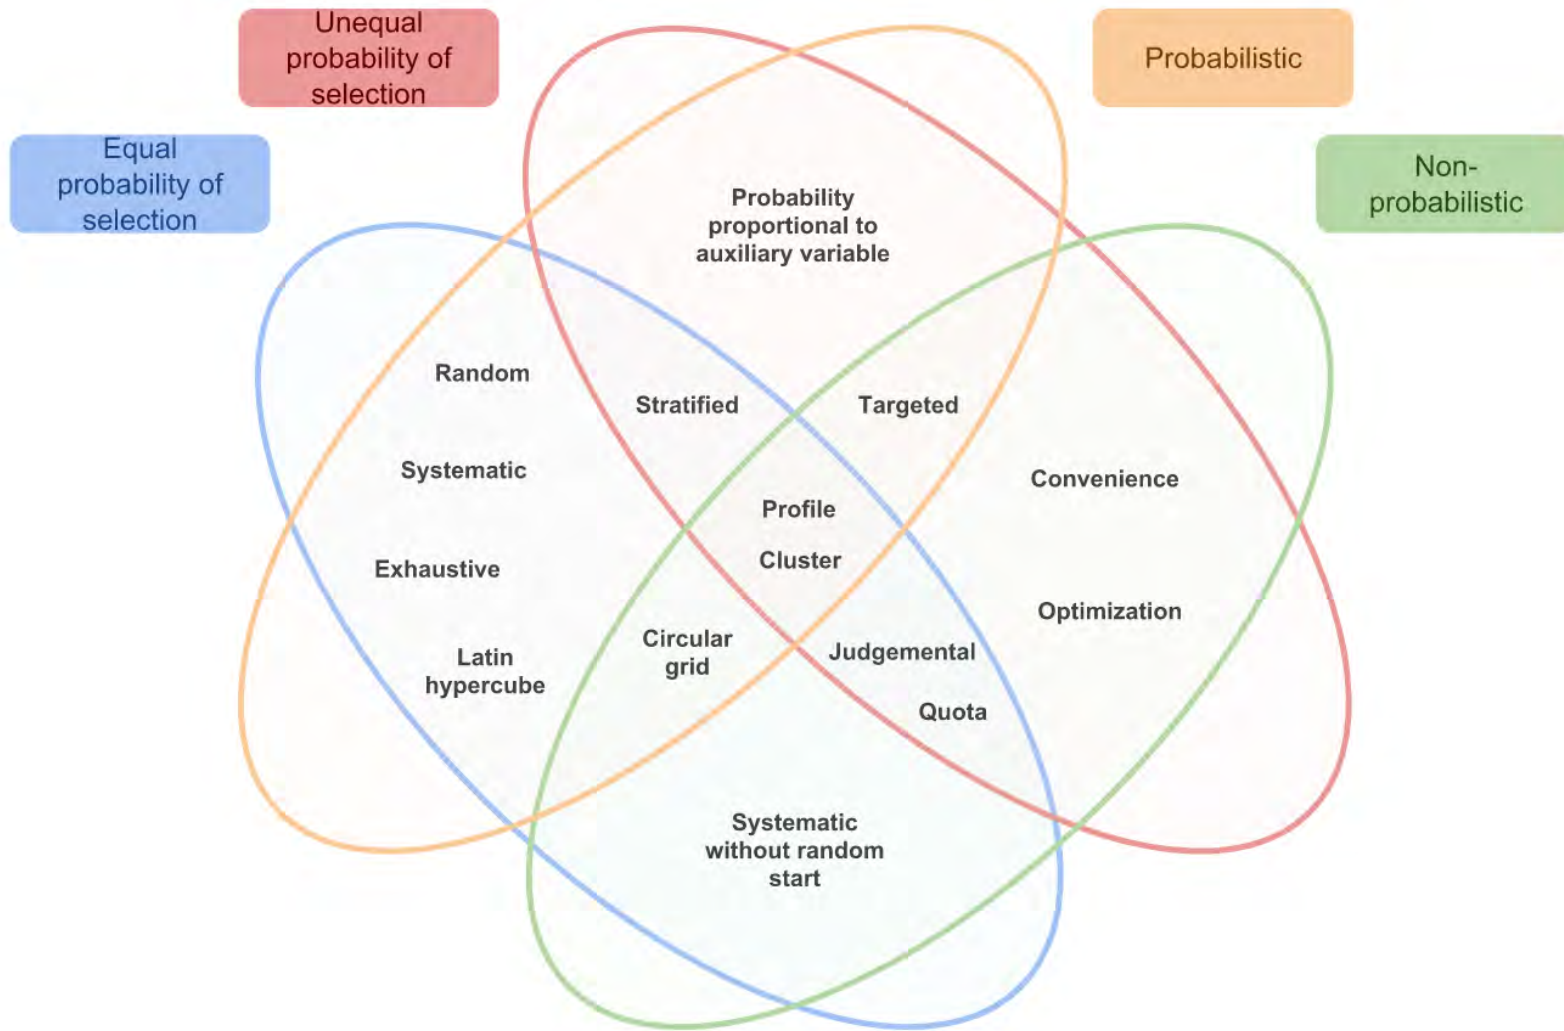 Unequal
probability of
selection
Probabilistic
Equal
probability of
selection
Non-
probabilistic
Probability
proportional to
auxiliary variable
Random
Stratified
Targeted
Systematic
Convenience
Profile
Cluster
Exhaustive
Optimization
Circular
grid
Judgemental
Latin
hypercube
Quota
Systematic
without random
start